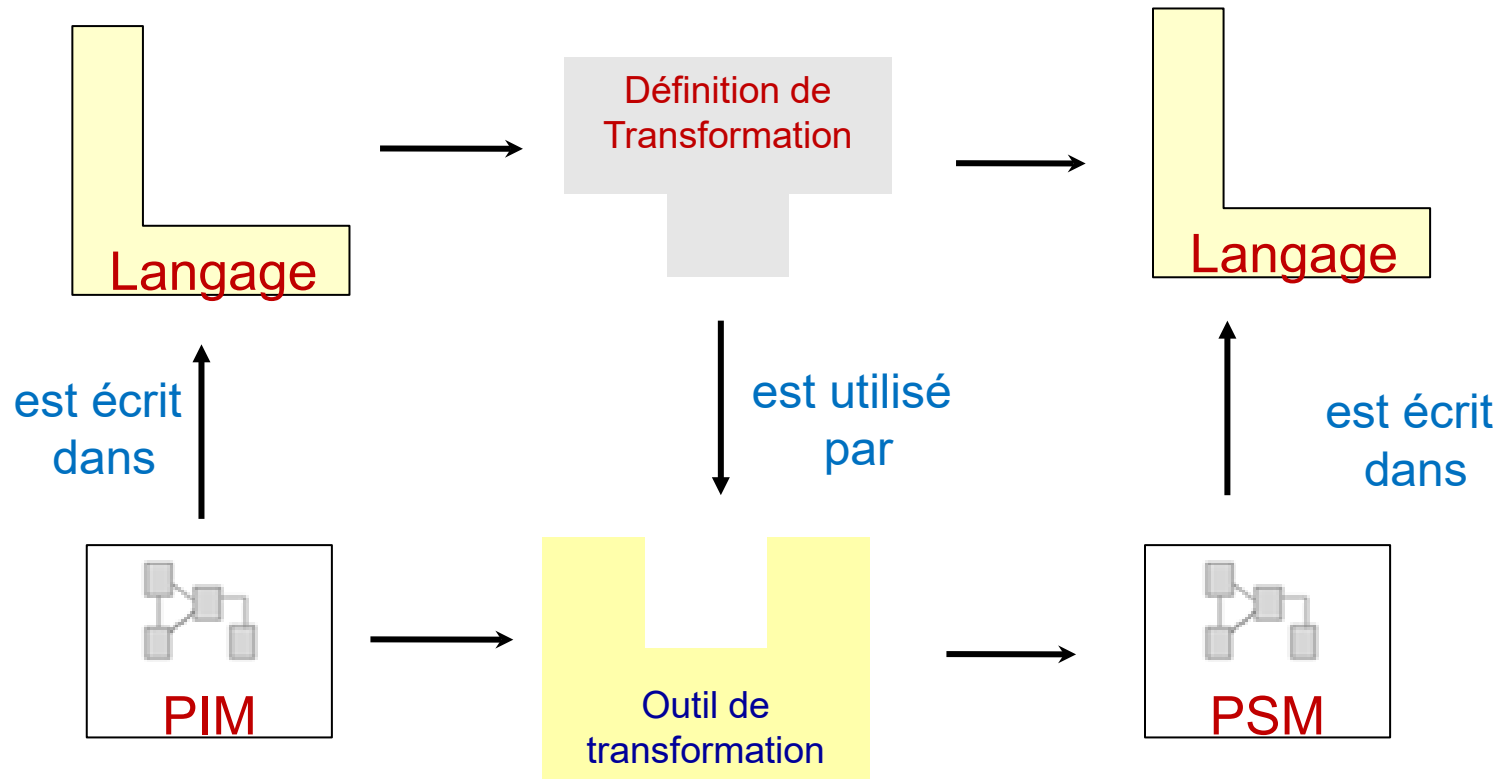 Définition de
Transformation
Langage
Langage
est écrit
dans
est utilisé
par
est écrit
dans
PIM
Outil de
transformation
PSM